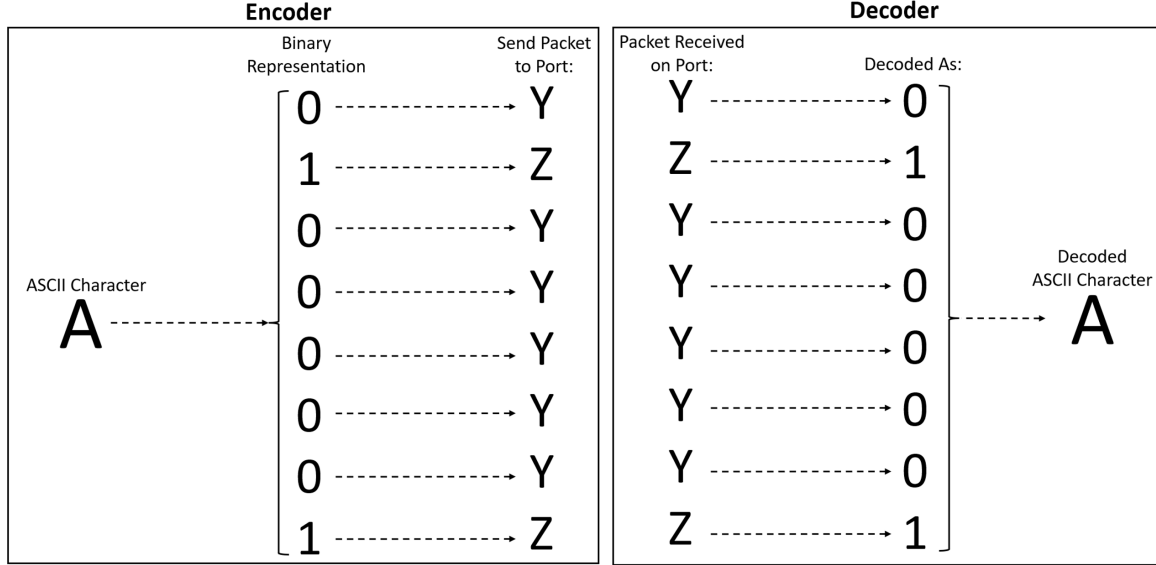 Encoder
Binary
Representation
Send Packet
to Port:
ASCII Character
A
0 Y
1 Z
0 Y
0 Y
0 Y
0 Y
0 Y
1 Z
Decoder
Packet Received
on Port:
Decoded As:
Y 0
Z 1
Y 0
Y 0
Y 0
Y 0
Y 0
Z 1
Decoded
ASCII Character
A